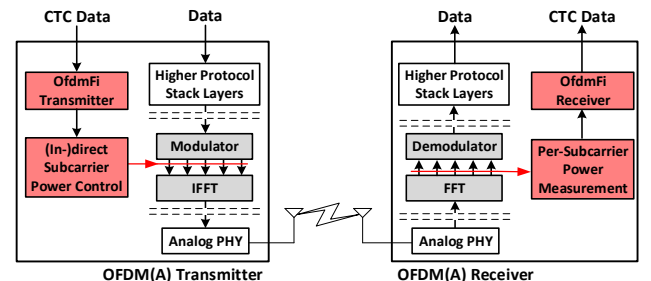 CTC Data
Data
OfdmFi
Transmitter
(In-)direct
Subcarrier
Power Control
Higher Protocol
Stack Layers
Modulator
IFFT
Analog PHY
OFDM(A) Transmitter
Data
CTC Data
Higher Protocol
Stack Layers
Demodulator
FFT
Analog PHY
OfdmFi
Receiver
Per-Subcarrier
Power
Measurement
OFDM(A) Receiver